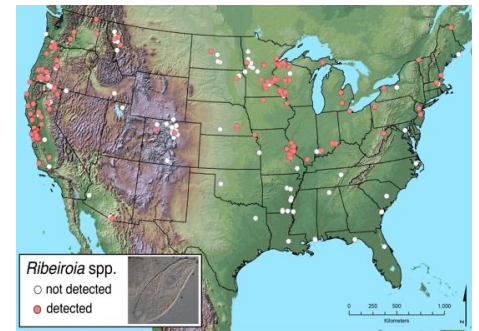 Ribeiroia spp.
not detected
detected
0 250 500 1,000
Kilometers
N